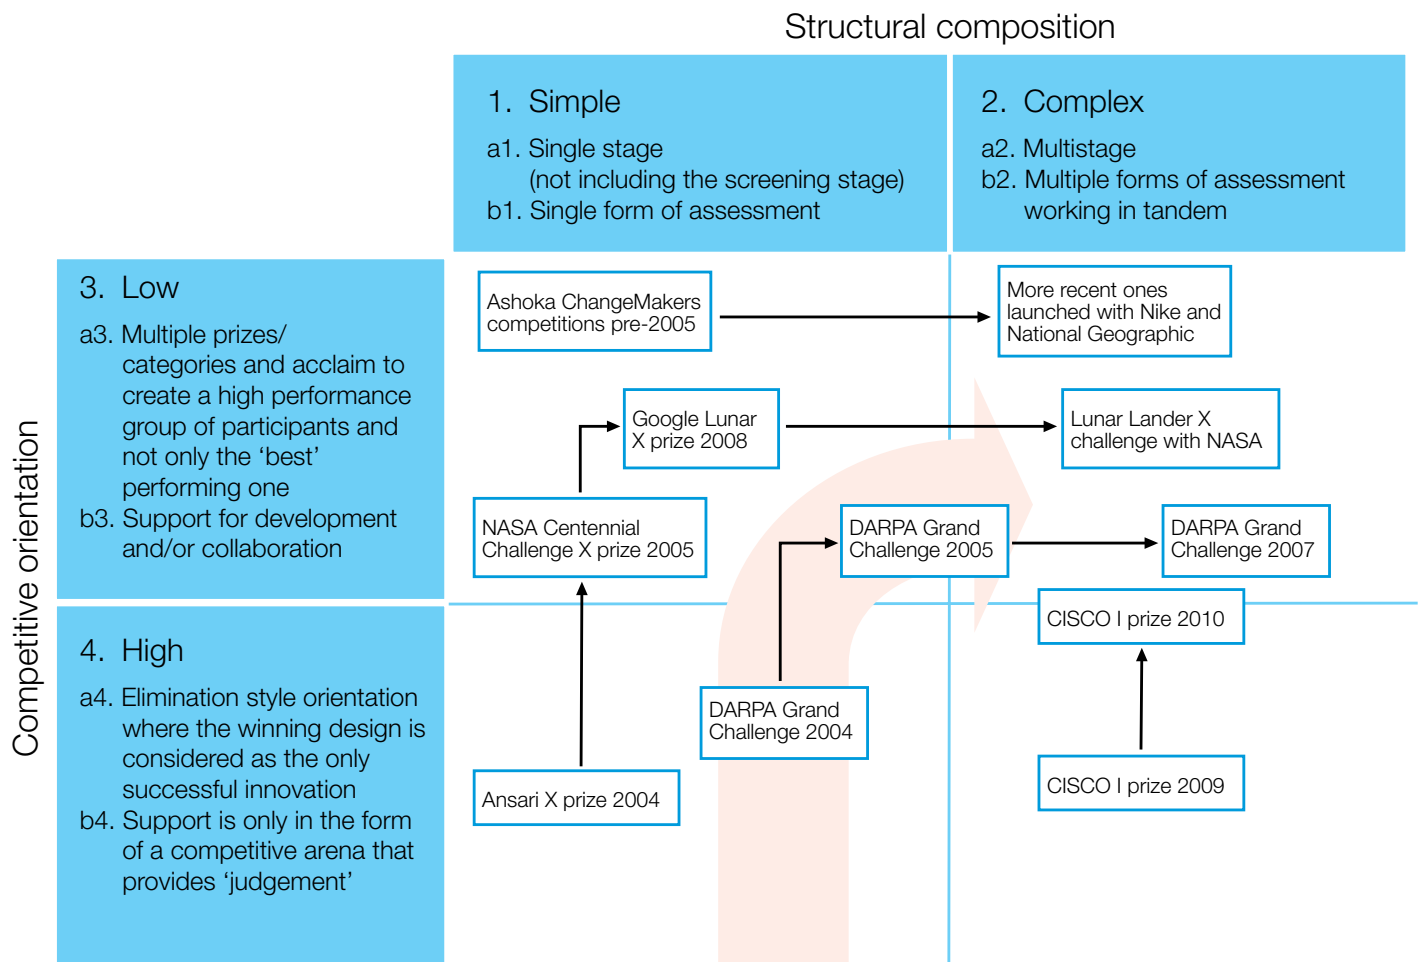 Structural composition
1. Simple
a1. Single stage
(not including the screening stage)
b1. Single form of assessment
2. Complex
a2. Multistage
b2. Multiple forms of assessment
working in tandem
Competitive orientation
3. Low
a3. Multiple prizes/
categories and acclaim to
create a high performance
group of participants and
not only the ‘best’
performing one
b3. Support for development
and/or collaboration
4. High
a4. Elimination style orientation
where the winning design is
considered as the only
successful innovation
b4. Support is only in the form
of a competitive arena that
provides ‘judgement’
Ashoka ChangeMakers
competitions pre-2005
More recent ones
launched with Nike and
National Geographic
Google Lunar
X prize 2008
Lunar Lander X
challenge with NASA
NASA Centennial
Challenge X prize 2005
DARPA Grand
Challenge 2005
DARPA Grand
Challenge 2007
CISCO I prize 2010
DARPA Grand
Challenge 2004
Ansari X prize 2004
CISCO I prize 2009